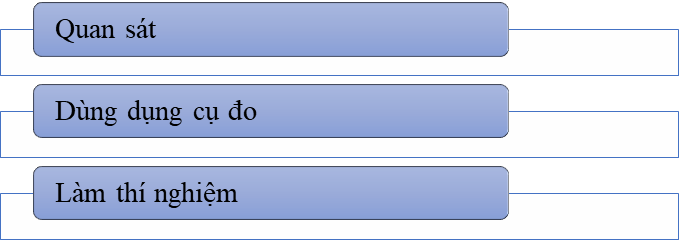 Quan sát
Dùng dụng cụ đo
Làm thí nghiệm